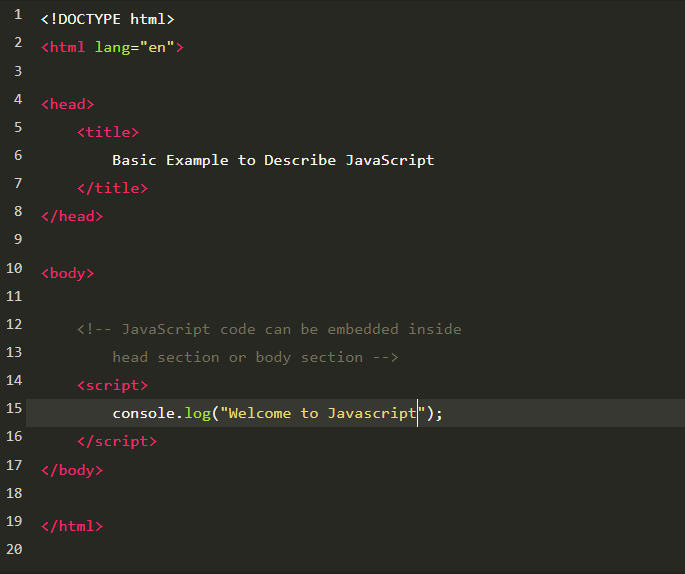 1 <!DOCTYPE html>
2 <html lang="en">
3
4 <head>
5     <title>
6         Basic Example to Describe JavaScript
7     </title>
8 </head>
9
10 <body>
11
12     <!-- JavaScript code can be embedded inside
13         head section or body section -->
14     <script>
15         console.log("Welcome to Javascript");
16     </script>
17 </body>
18
19 </html>
20